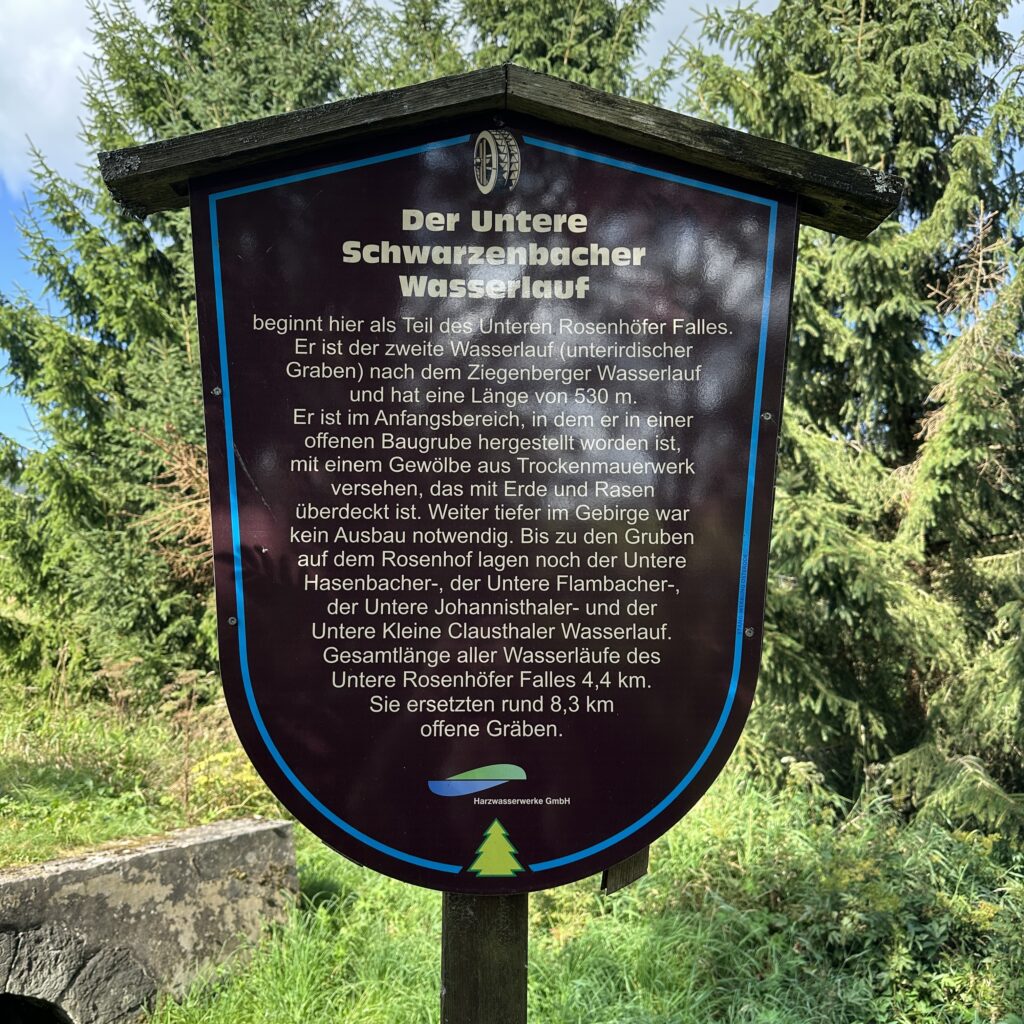 Der Untere
Schwarzenbacher
Wasserlauf
beginnt hier als Teil des Unteren Rosenhöfer Falles.
Er ist der zweite Wasserlauf (unterirdischer
Graben) nach dem Ziegenberger Wasserlauf
und hat eine Länge von 530 m.
Er ist im Anfangsbereich, in dem er in einer
offenen Baugrube hergestellt worden ist,
mit einem Gewölbe aus Trockenmauerwerk
versehen, das mit Erde und Rasen
überdeckt ist. Weiter tiefer im Gebirge war
kein Ausbau notwendig. Bis zu den Gruben
auf dem Rosenhof lagen noch der Untere
Hasenbacher-, der Untere Flambacher-,
der Untere Johannisthaler- und der
Untere Kleine Clausthaler Wasserlauf.
Gesamtlänge aller Wasserläufe des
Untere Rosenhöfer Falles 4,4 km.
Sie ersetzten rund 8,3 km
offene Gräben.
Harzwasserwerke GmbH